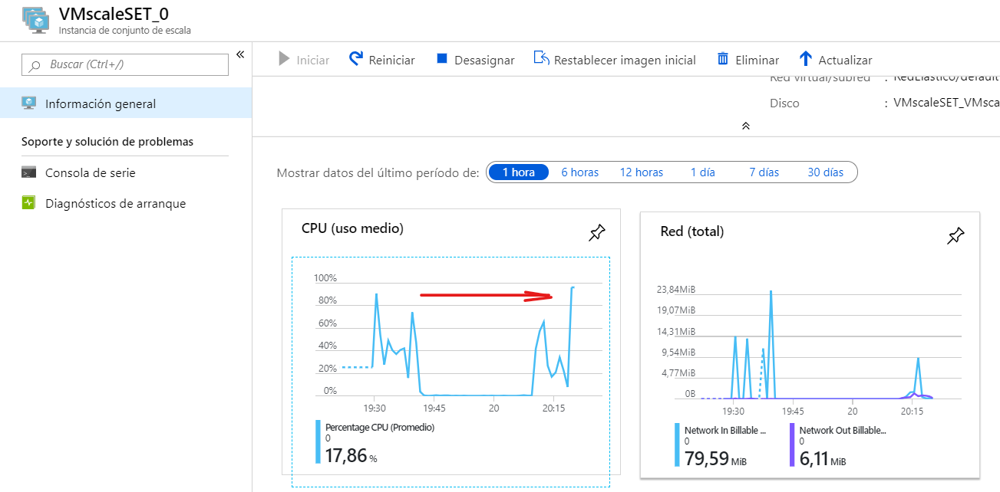 VMscaleSET_0
Instancia de conjunto de escala
Buscar (Ctrl+/)
«
Iniciar
Reiniciar
Desasignar
Restablecer imagen inicial
Eliminar
Actualizar
Información general
Soporte y solución de problemas
Consola de serie
Diagnósticos de arranque
Red virtual/subred : RedElastico/default
Disco : VMscaleSET_VMsca
Mostrar datos del último período de: 1 hora 6 horas 12 horas 1 día 7 días 30 días
CPU (uso medio)
100%
80%
60%
40%
20%
0%
19:30 19:45 20 20:15
Percentage CPU (Promedio)
0
17,86 %
Red (total)
23,84MiB
19,07MiB
14,31MiB
9,54MiB
4,77MiB
0B
19:30 19:45 20 20:15
Network In Billable ...
0
79,59 MiB
Network Out Billable...
0
6,11 MiB